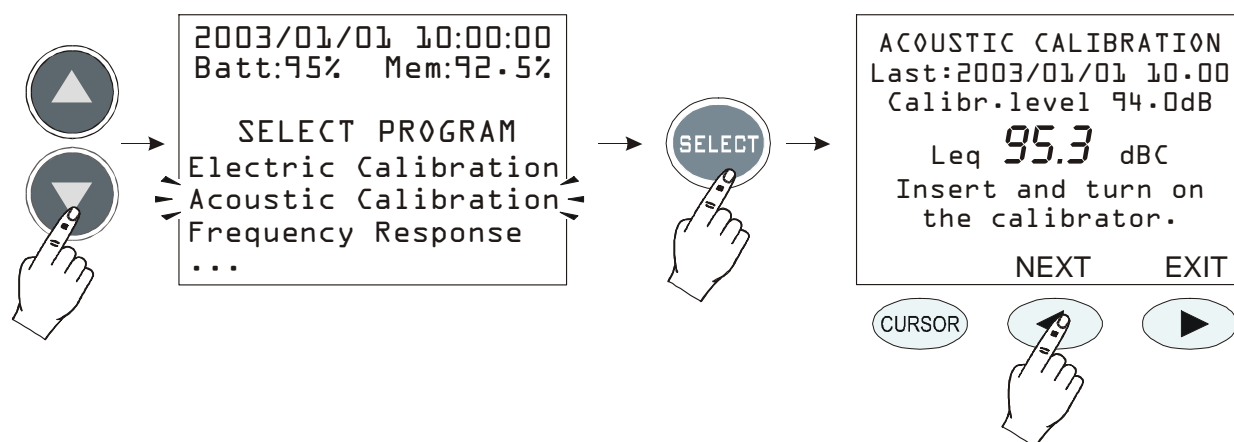 2003/01/01 10:00:00
Batt:95% Mem:92.5%
SELECT PROGRAM
Electric Calibration
Acoustic Calibration
Frequency Response
...
SELECT
ACOUSTIC CALIBRATION
Last:2003/01/01 10.00
Calibr.level 94.0dB
Leq 95.3 dBC
Insert and turn on
the calibrator.
NEXT EXIT
CURSOR